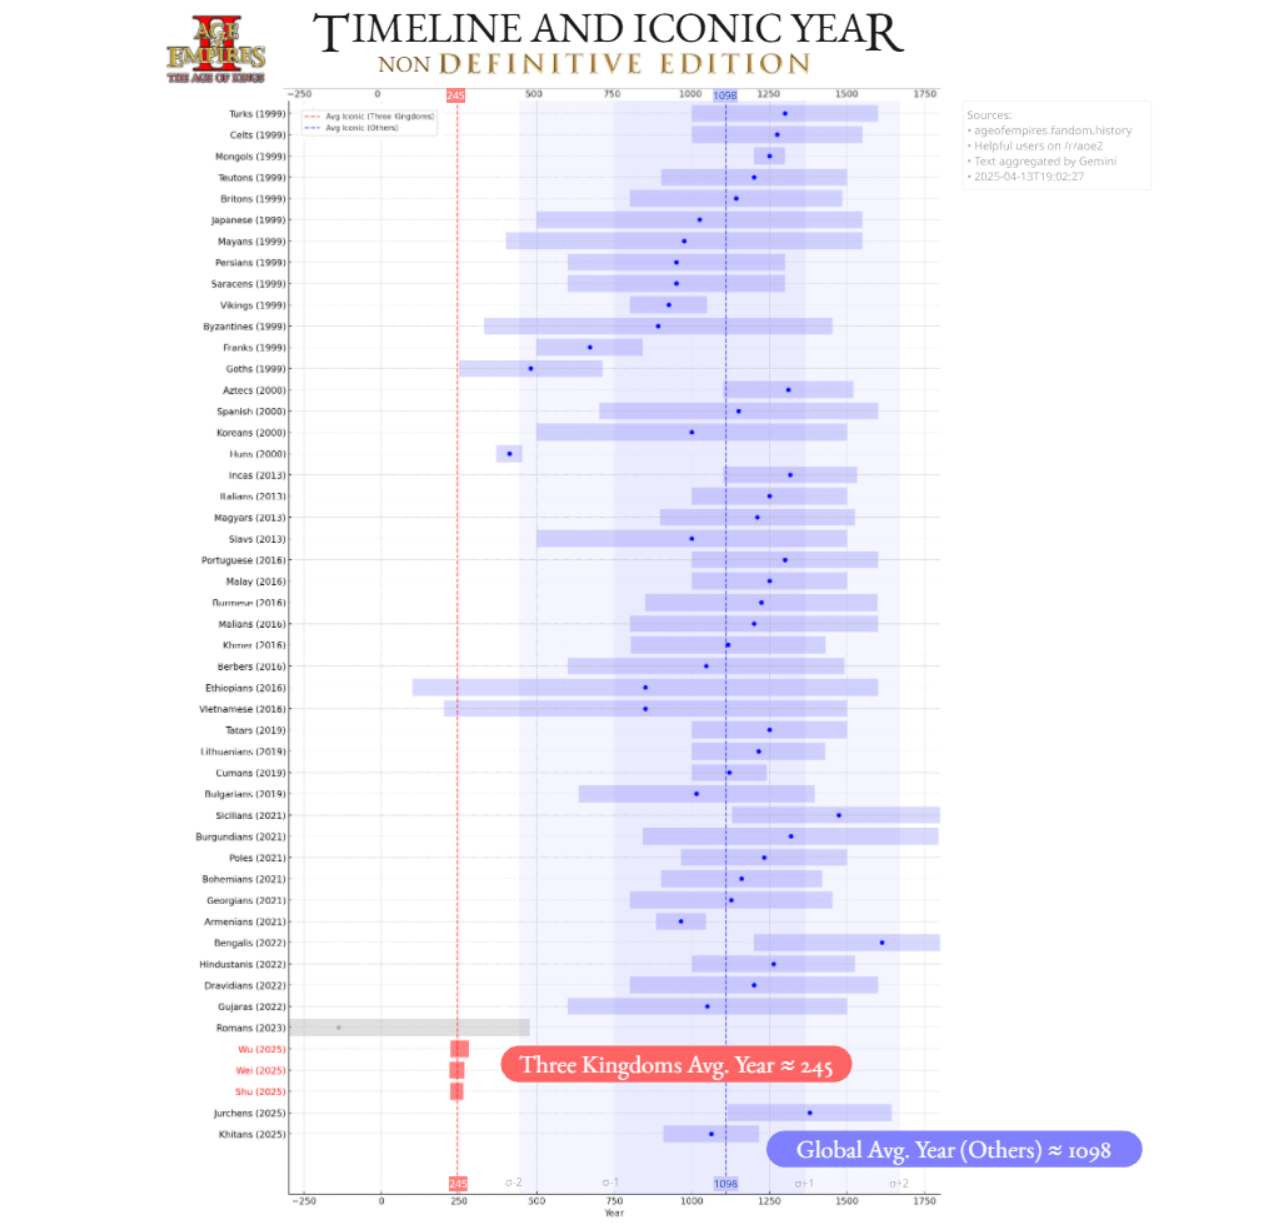 AGE
OF
EMPIRES
II
THE AGE OF KINGS
TIMELINE AND ICONIC YEAR
NON DEFINITIVE EDITION
−250 0 245 500 750 1000 1098 1250 1500 1750
Avg Iconic (Three Kingdoms)
Avg Iconic (Others)
Sources:
• ageofempires.fandom.history
• Helpful users on /r/aoe2
• Text aggregated by Gemini
• 2025-04-13T19:02:27
Turks (1999)
Celts (1999)
Mongols (1999)
Teutons (1999)
Britons (1999)
Japanese (1999)
Mayans (1999)
Persians (1999)
Saracens (1999)
Vikings (1999)
Byzantines (1999)
Franks (1999)
Goths (1999)
Aztecs (2000)
Spanish (2000)
Koreans (2000)
Huns (2000)
Incas (2013)
Italians (2013)
Magyars (2013)
Slavs (2013)
Portuguese (2016)
Malay (2016)
Burmese (2016)
Malians (2016)
Khmer (2016)
Berbers (2016)
Ethiopians (2016)
Vietnamese (2016)
Tatars (2019)
Lithuanians (2019)
Cumans (2019)
Bulgarians (2019)
Sicilians (2021)
Burgundians (2021)
Poles (2021)
Bohemians (2021)
Georgians (2021)
Armenians (2021)
Bengalis (2022)
Hindustanis (2022)
Dravidians (2022)
Gujaras (2022)
Romans (2023)
Wu (2025)
Wei (2025)
Shu (2025)
Jurchens (2025)
Khitans (2025)
Three Kingdoms Avg. Year ≈ 245
Global Avg. Year (Others) ≈ 1098
245 σ-2 σ-1 1098 σ+1 σ+2
−250 0 250 500 750 1000 1250 1500 1750
Year